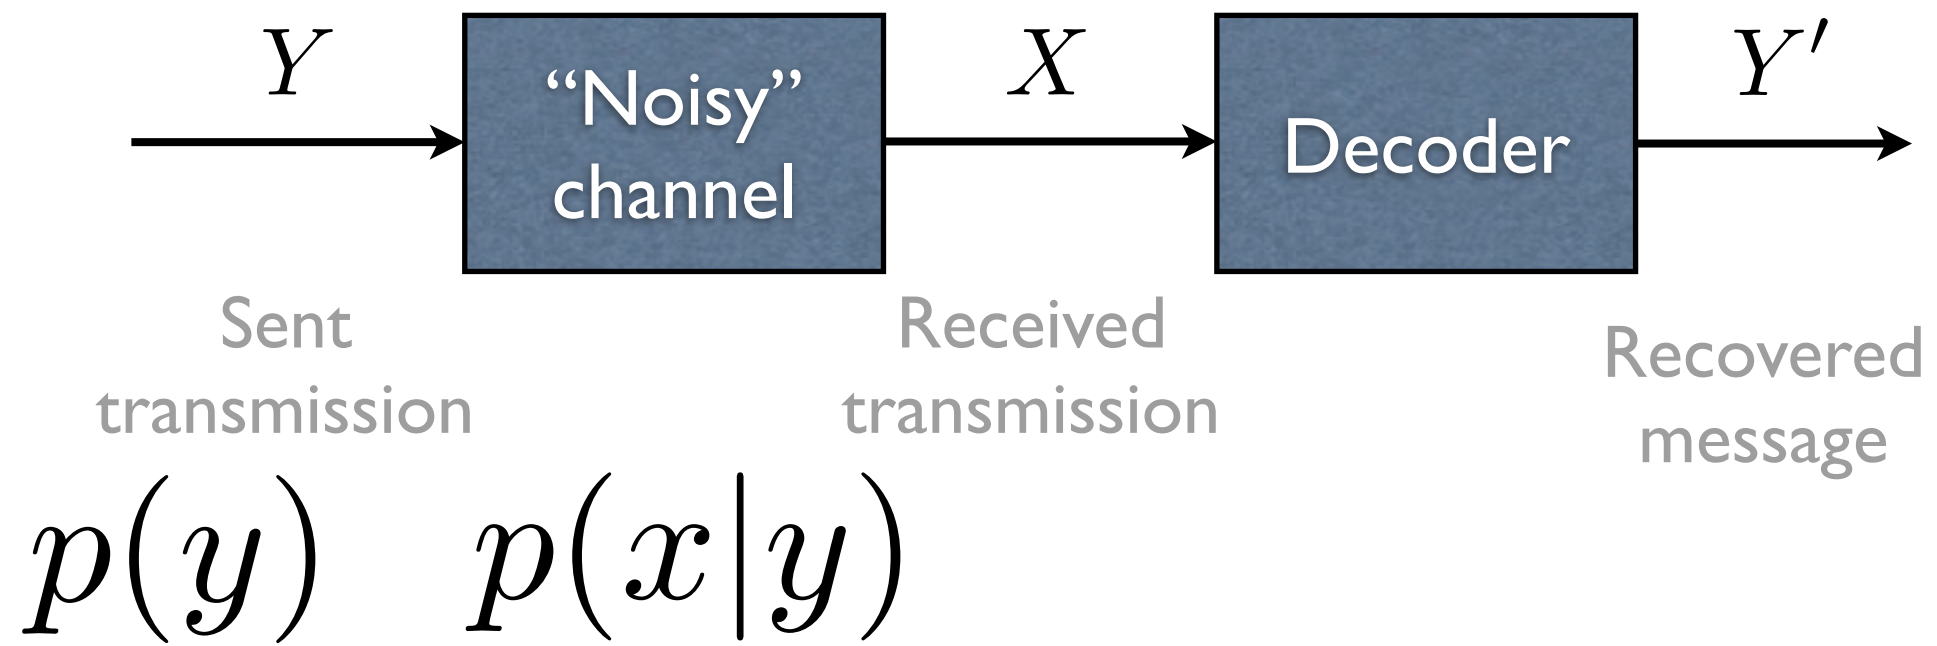 Y
“Noisy”
channel
X
Decoder
Y′
Sent
transmission
Received
transmission
Recovered
message
p(y)
p(x|y)